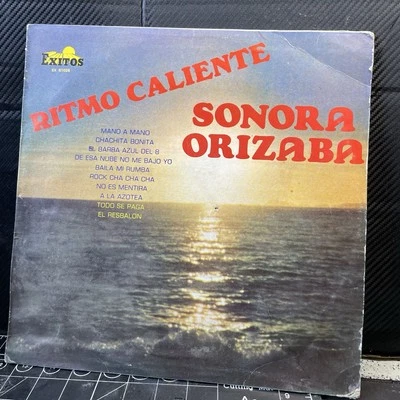 EXITOS
RITMO CALIENTE
SONORA
ORIZABA
MANO A MANO
CHACHITA BONITA
EL BARBA AZUL DEL 8
DE ESA NUBE NO ME BAJO YO
BAILA MI RUMBA
ROCK CHA CHA CHA
NO ES MENTIRA
A LA AZOTEA
TODO SE PAGA
EL RESBALON